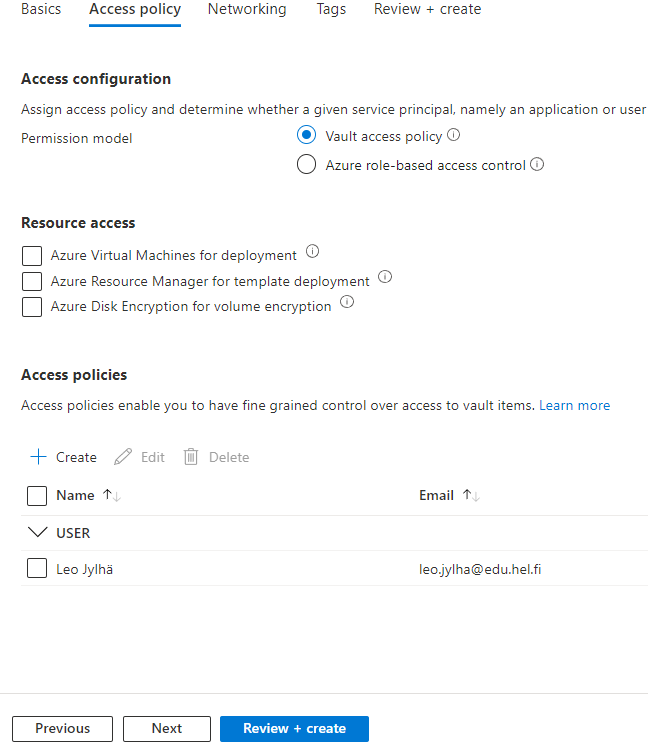 Basics Access policy Networking Tags Review + create
Access configuration
Assign access policy and determine whether a given service principal, namely an application or user
Permission model
Vault access policy
Azure role-based access control
Resource access
Azure Virtual Machines for deployment
Azure Resource Manager for template deployment
Azure Disk Encryption for volume encryption
Access policies
Access policies enable you to have fine grained control over access to vault items. Learn more
Create Edit Delete
Name Email
USER
Leo Jylhä leo.jylha@edu.hel.fi
Previous Next Review + create